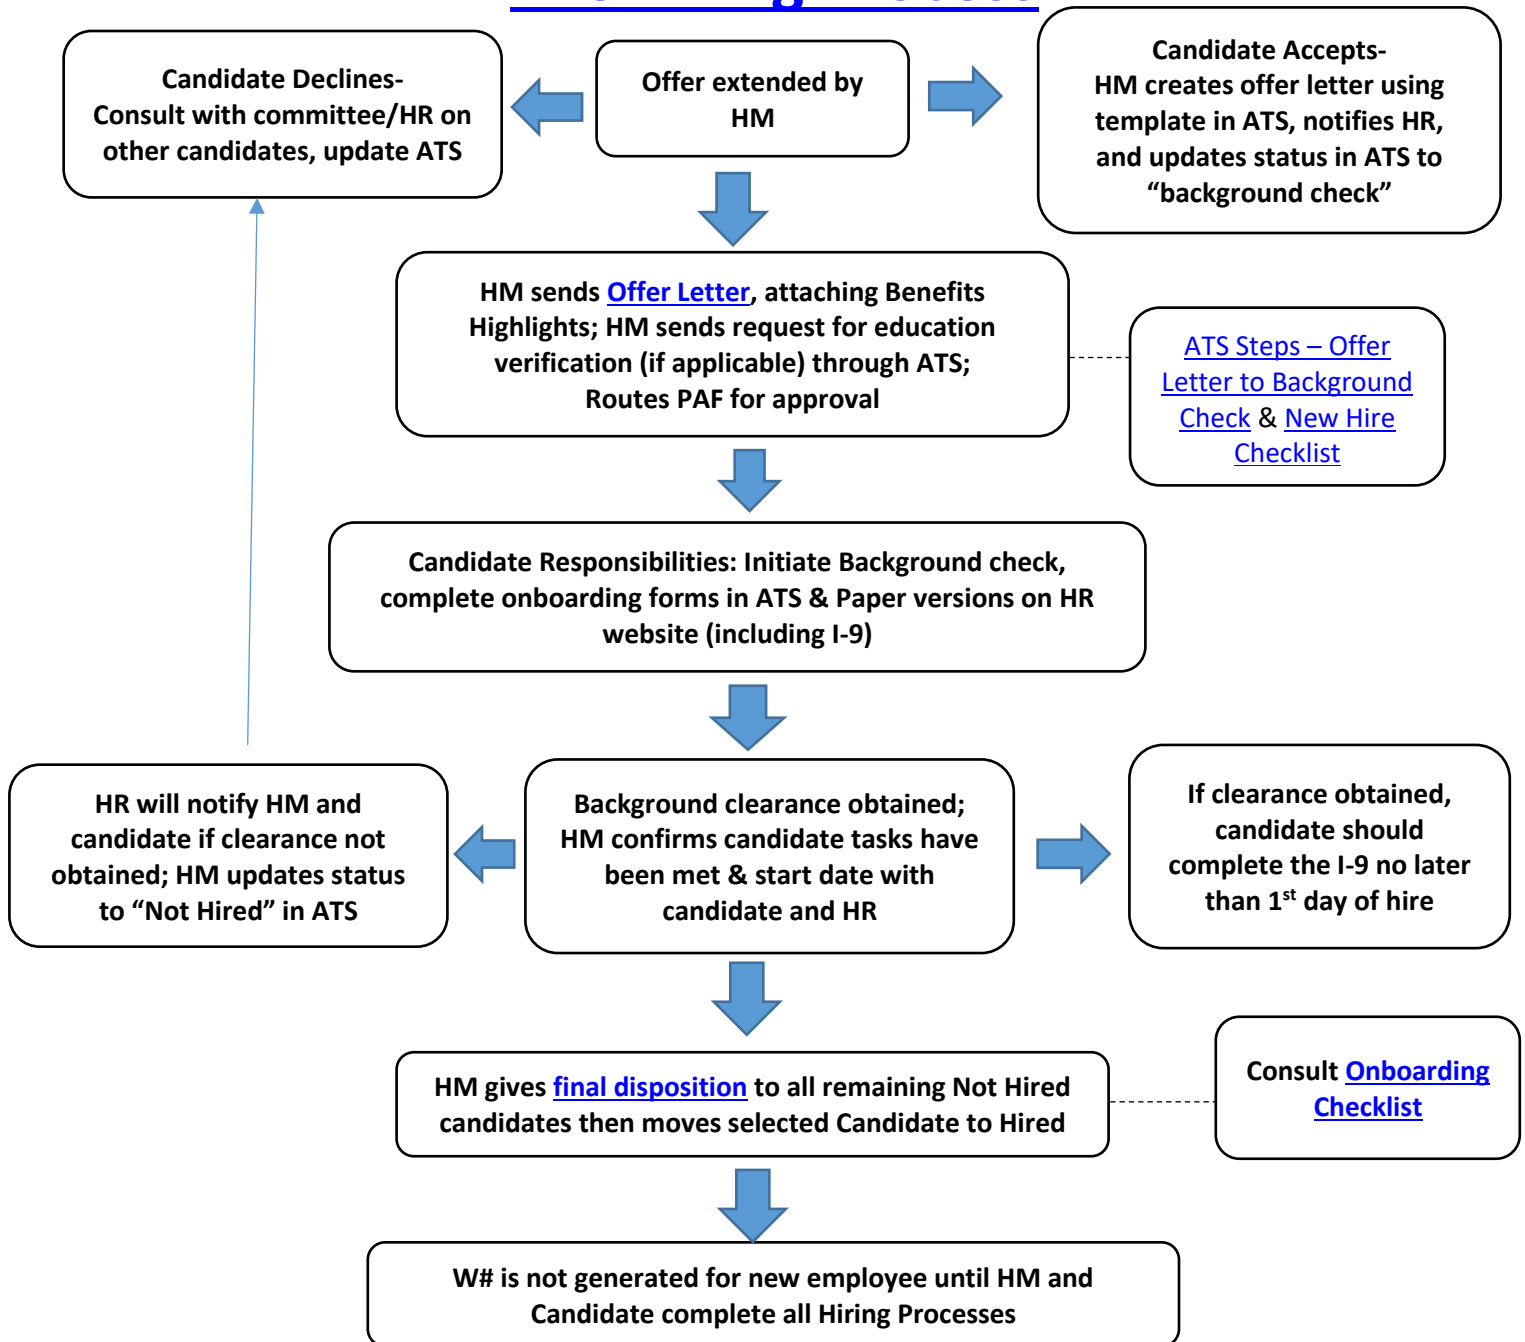 Candidate Declines-
Consult with committee/HR on
other candidates, update ATS
Offer extended by
HM
Candidate Accepts-
HM creates offer letter using
template in ATS, notifies HR,
and updates status in ATS to
“background check”
HM sends Offer Letter, attaching Benefits
Highlights; HM sends request for education
verification (if applicable) through ATS;
Routes PAF for approval
ATS Steps – Offer
Letter to Background
Check & New Hire
Checklist
Candidate Responsibilities: Initiate Background check,
complete onboarding forms in ATS & Paper versions on HR
website (including I-9)
HR will notify HM and
candidate if clearance not
obtained; HM updates status
to “Not Hired” in ATS
Background clearance obtained;
HM confirms candidate tasks have
been met & start date with
candidate and HR
If clearance obtained,
candidate should
complete the I-9 no later
than 1st day of hire
HM gives final disposition to all remaining Not Hired
candidates then moves selected Candidate to Hired
Consult Onboarding
Checklist
W# is not generated for new employee until HM and
Candidate complete all Hiring Processes